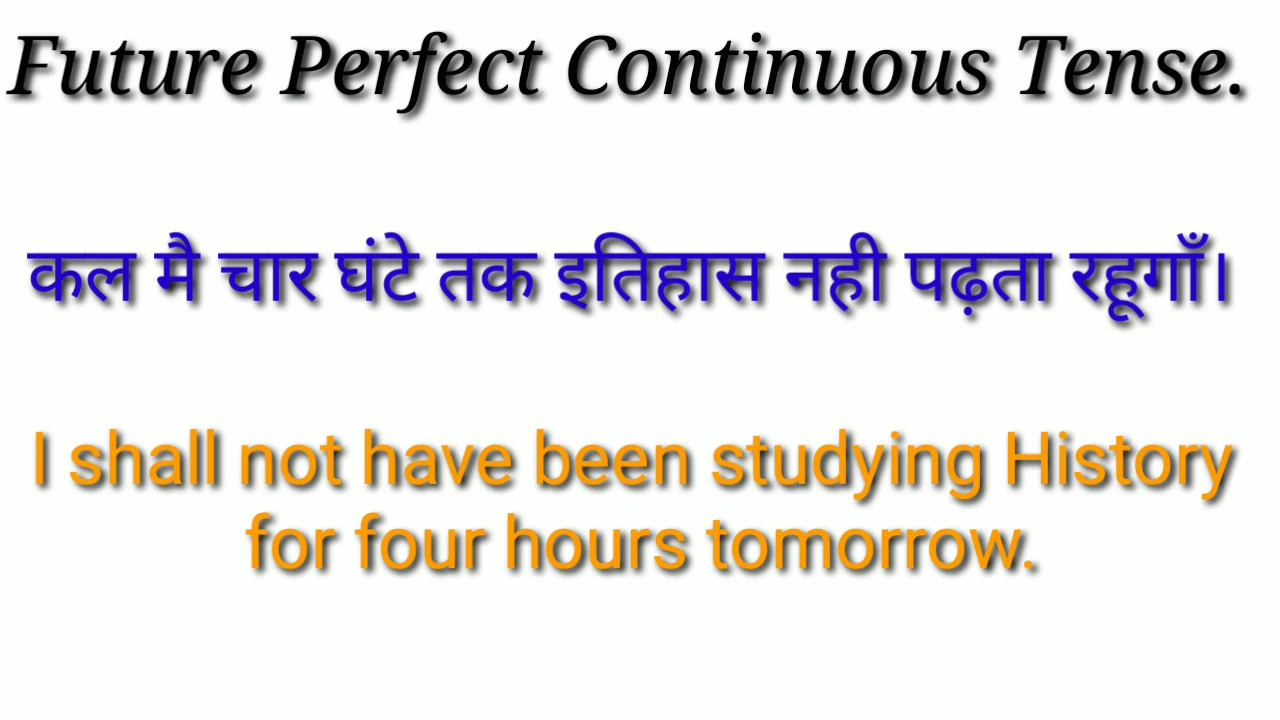 Future Perfect Continuous Tense.
कल मै चार घंटे तक इतिहास नही पढ़ता रहूगाँ।
I shall not have been studying History
for four hours tomorrow.